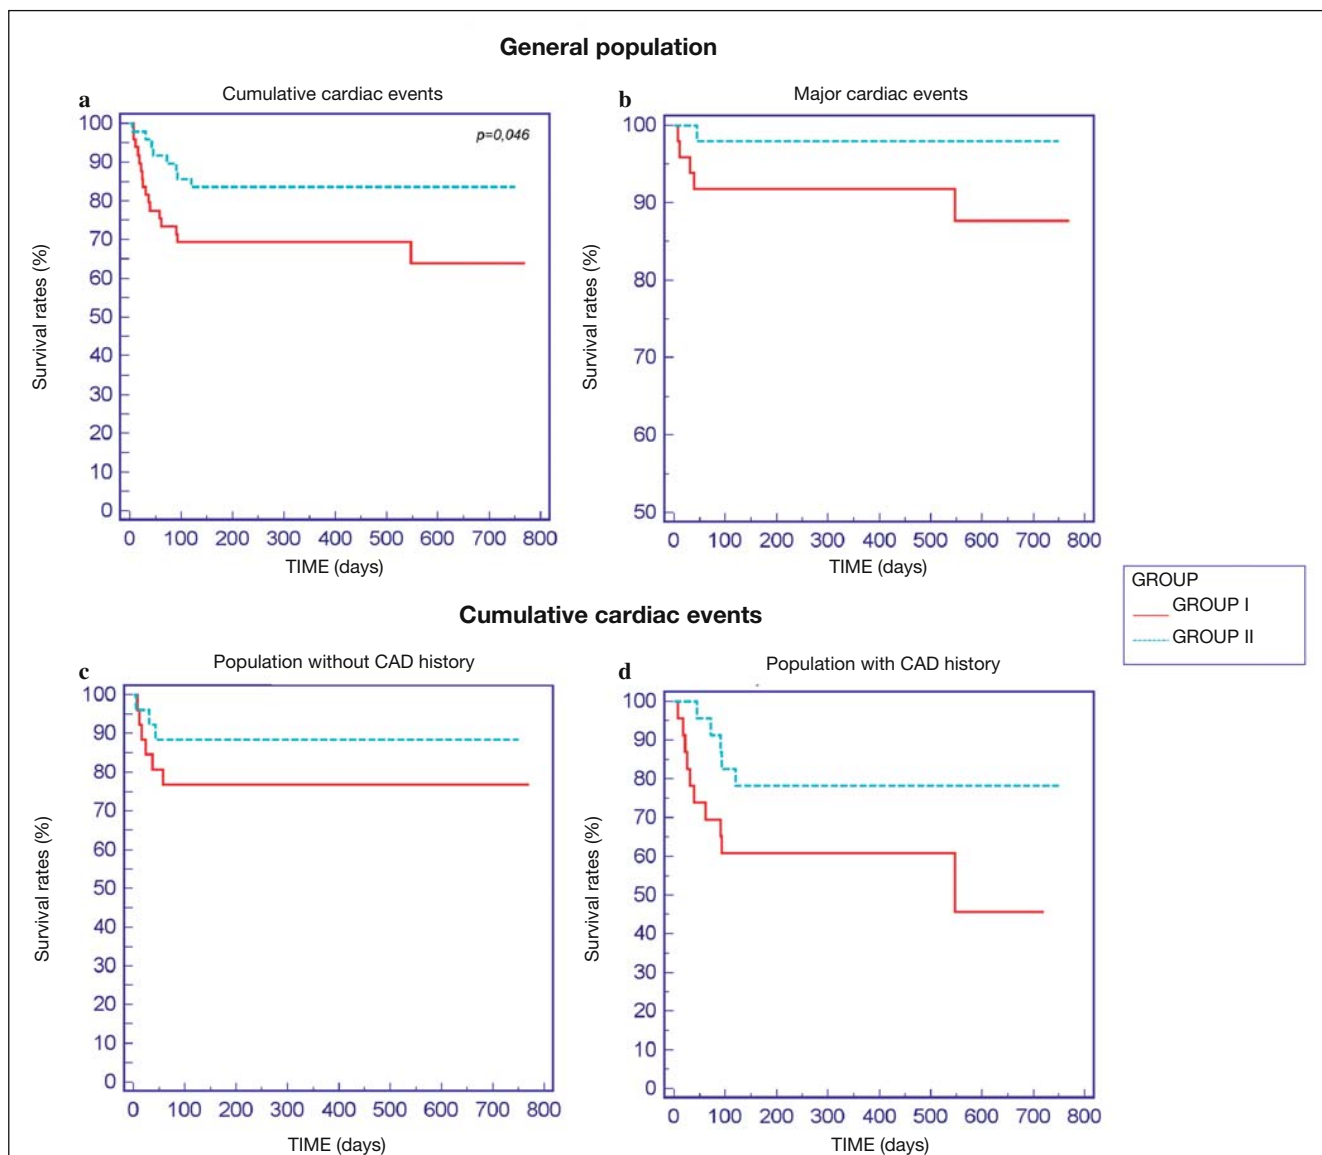 General population
a
Cumulative cardiac events
p=0,046
Survival rates (%)
100
90
80
70
60
50
40
30
20
10
0
0 100 200 300 400 500 600 700 800
TIME (days)
b
Major cardiac events
Survival rates (%)
100
90
80
70
60
50
0 100 200 300 400 500 600 700 800
TIME (days)
GROUP
GROUP I
GROUP II
Cumulative cardiac events
c
Population without CAD history
Survival rates (%)
100
90
80
70
60
50
40
30
20
10
0
0 100 200 300 400 500 600 700 800
TIME (days)
d
Population with CAD history
Survival rates (%)
100
90
80
70
60
50
40
30
20
10
0
0 100 200 300 400 500 600 700 800
TIME (days)